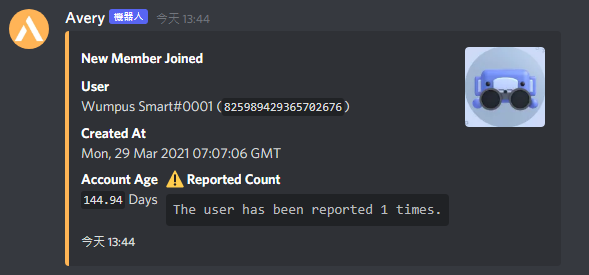 Avery 機器人 今天 13:44
New Member Joined
User
Wumpus Smart#0001 (825989429365702676)
Created At
Mon, 29 Mar 2021 07:07:06 GMT
Account Age ⚠️ Reported Count
144.94 Days The user has been reported 1 times.
今天 13:44